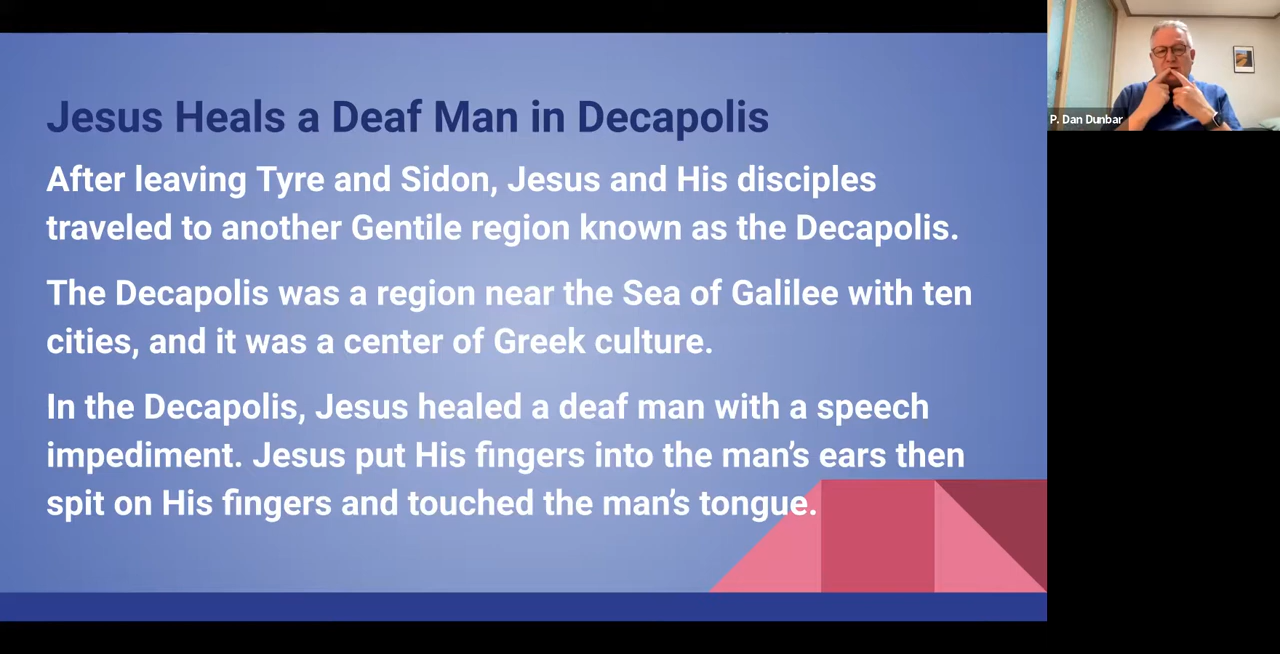 Jesus Heals a Deaf Man in Decapolis
After leaving Tyre and Sidon, Jesus and His disciples
traveled to another Gentile region known as the Decapolis.
The Decapolis was a region near the Sea of Galilee with ten
cities, and it was a center of Greek culture.
In the Decapolis, Jesus healed a deaf man with a speech
impediment. Jesus put His fingers into the man’s ears then
spit on His fingers and touched the man’s tongue.
P. Dan Dunbar